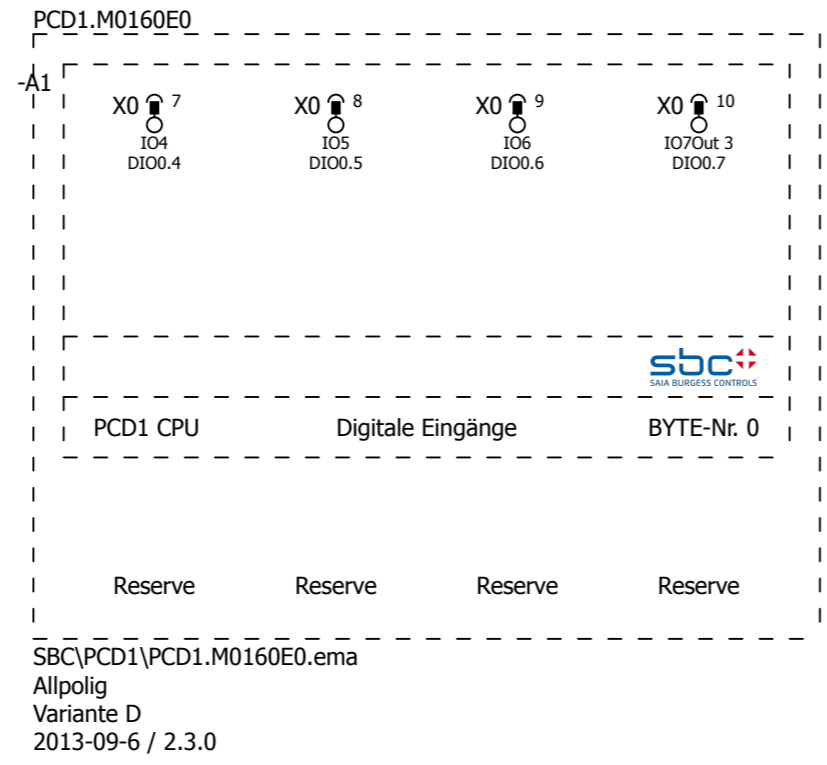 PCD1.M0160E0
-A1
X0 7 X0 8 X0 9 X0 10
IO4 IO5 IO6 IO7Out 3
DIO0.4 DIO0.5 DIO0.6 DIO0.7
sbc
SAIA BURGESS CONTROLS
PCD1 CPU Digitale Eingänge BYTE-Nr. 0
Reserve Reserve Reserve Reserve
SBC\PCD1\PCD1.M0160E0.ema
Allpolig
Variante D
2013-09-6 / 2.3.0